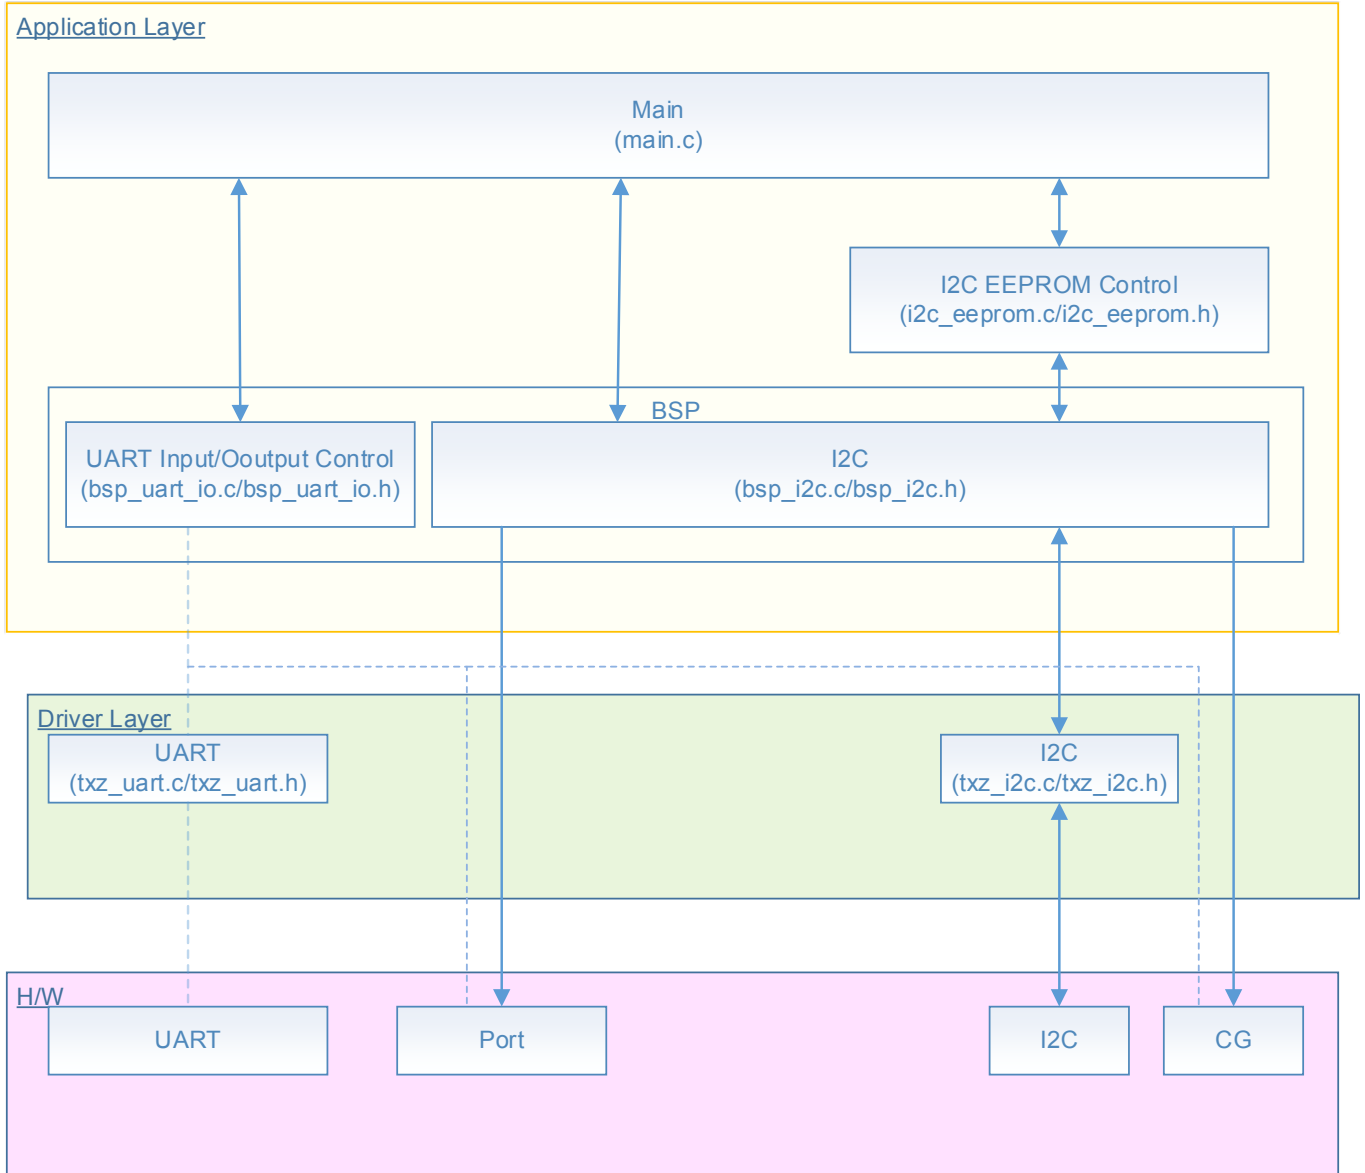 Application Layer
Main
(main.c)
I2C EEPROM Control
(i2c_eeprom.c/i2c_eeprom.h)
BSP
UART Input/Ooutput Control
(bsp_uart_io.c/bsp_uart_io.h)
I2C
(bsp_i2c.c/bsp_i2c.h)
Driver Layer
UART
(txz_uart.c/txz_uart.h)
I2C
(txz_i2c.c/txz_i2c.h)
H/W
UART
Port
I2C
CG